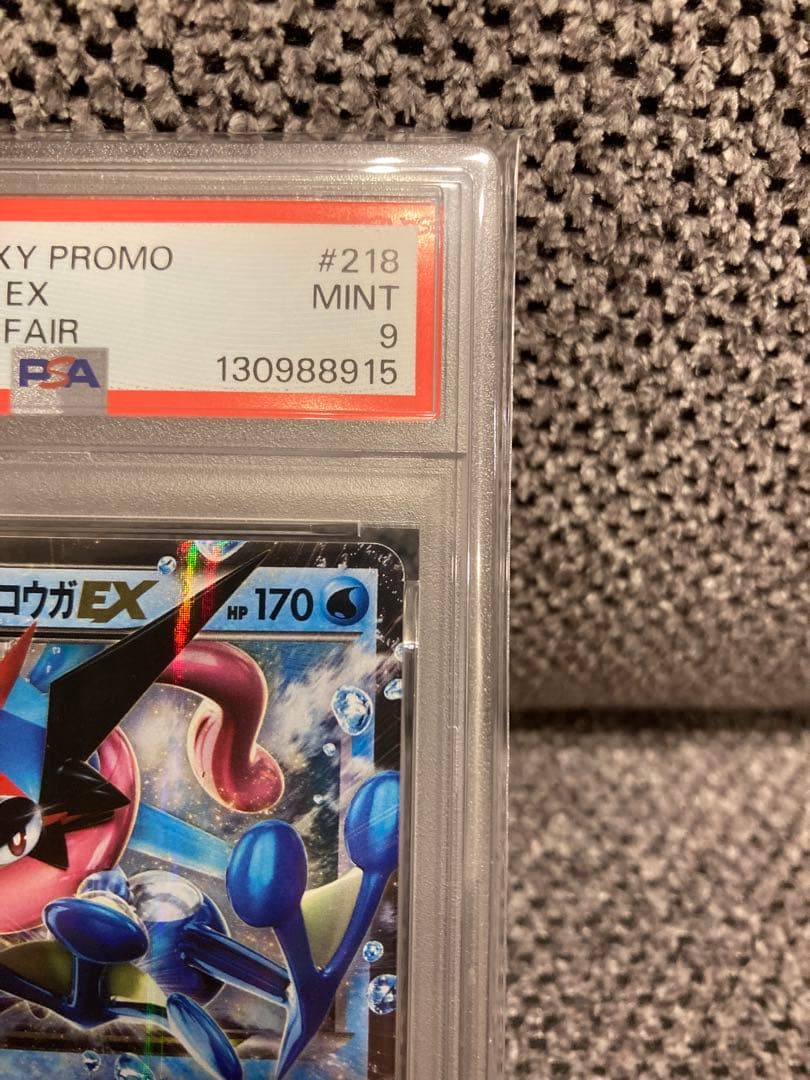 XY PROMO #218
EX MINT
FAIR 9
PSA 130988915
コウガEX HP 170